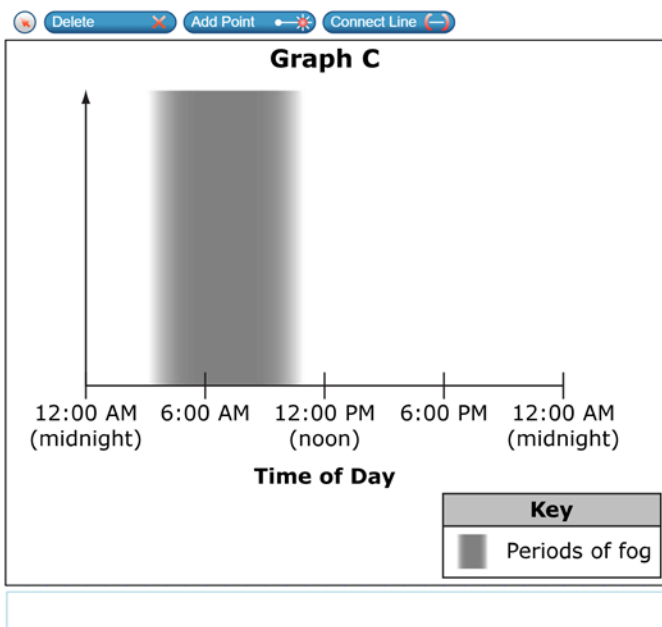 Delete
Add Point
Connect Line
Graph C
12:00 AM 6:00 AM 12:00 PM 6:00 PM 12:00 AM
(midnight) (noon) (midnight)
Time of Day
Key
Periods of fog